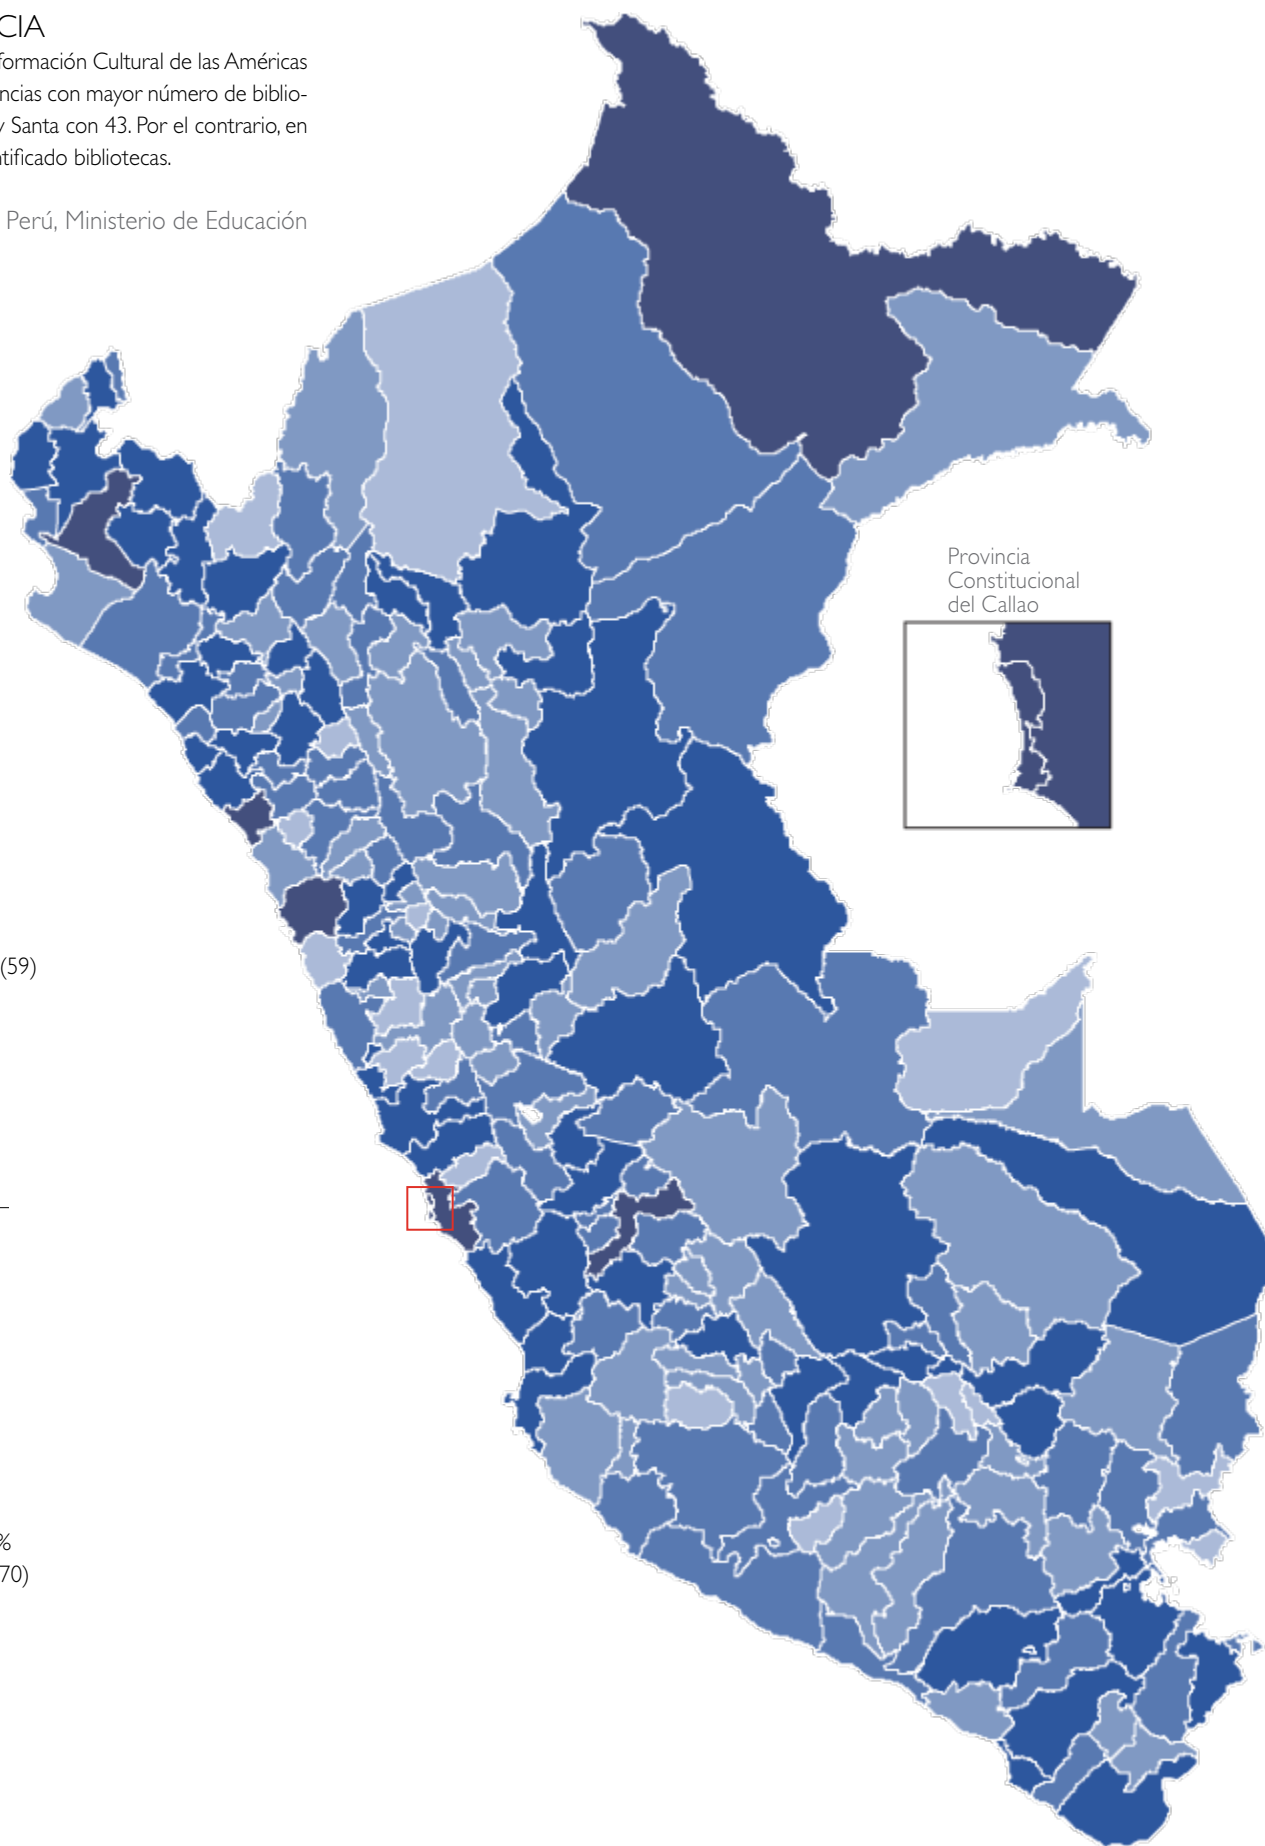 CIA
formación Cultural de las Américas
ncias con mayor número de biblio-
y Santa con 43. Por el contrario, en
ntificado bibliotecas.
Perú, Ministerio de Educación
Provincia
Constitucional
del Callao
(59)
%
70)